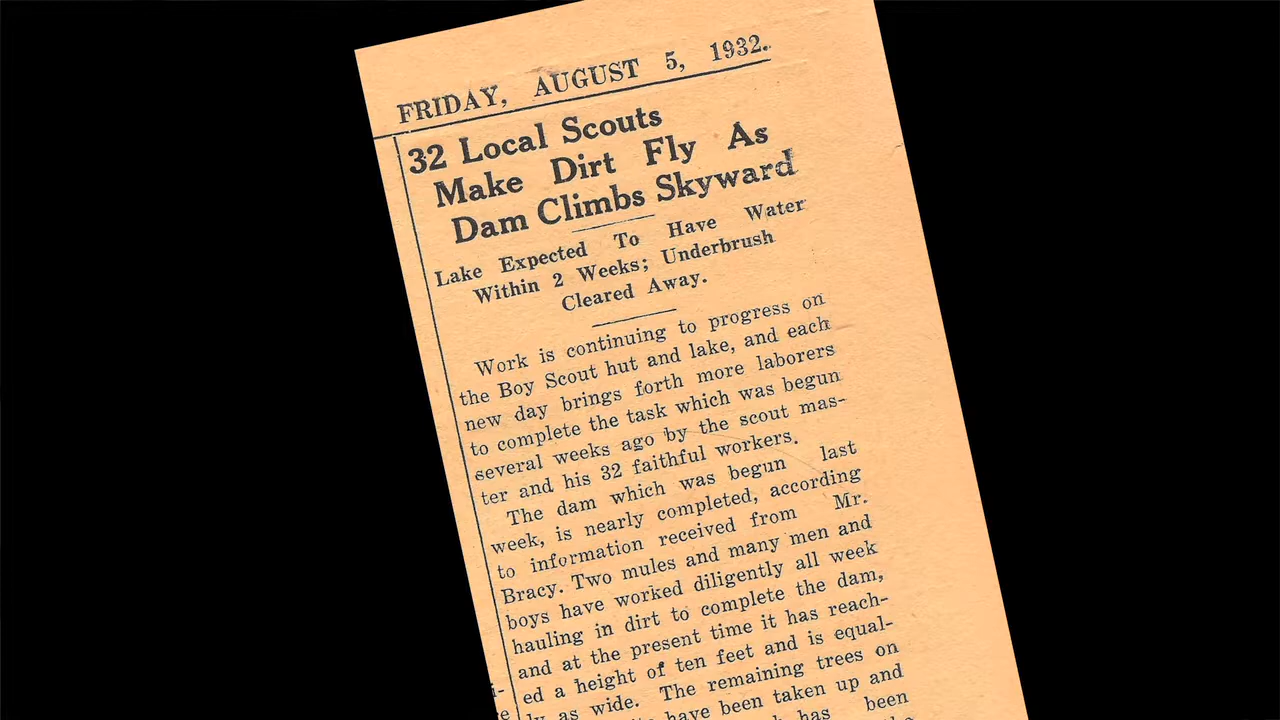 FRIDAY, AUGUST 5, 1932.
32 Local Scouts
Make Dirt Fly As
Dam Climbs Skyward
Lake Expected To Have Water
Within 2 Weeks; Underbrush
Cleared Away.
Work is continuing to progress on
the Boy Scout hut and lake, and each
new day brings forth more laborers
to complete the task which was begun
several weeks ago by the scout mas-
ter and his 32 faithful workers.
The dam which was begun last
week, is nearly completed, according
to information received from Mr.
Bracy. Two mules and many men and
boys have worked diligently all week
hauling in dirt to complete the dam,
and at the present time it has reach-
ed a height of ten feet and is equal-
ly as wide. The remaining trees on
have been taken up and
has been